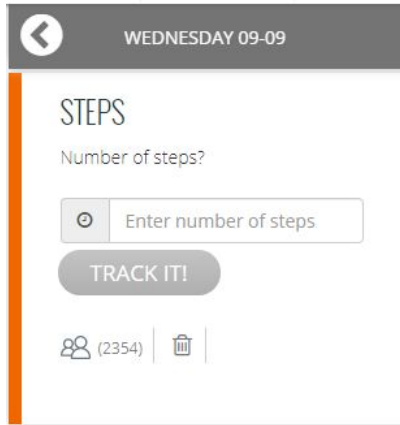 WEDNESDAY 09-09
STEPS
Number of steps?
Enter number of steps
TRACK IT!
(2354)